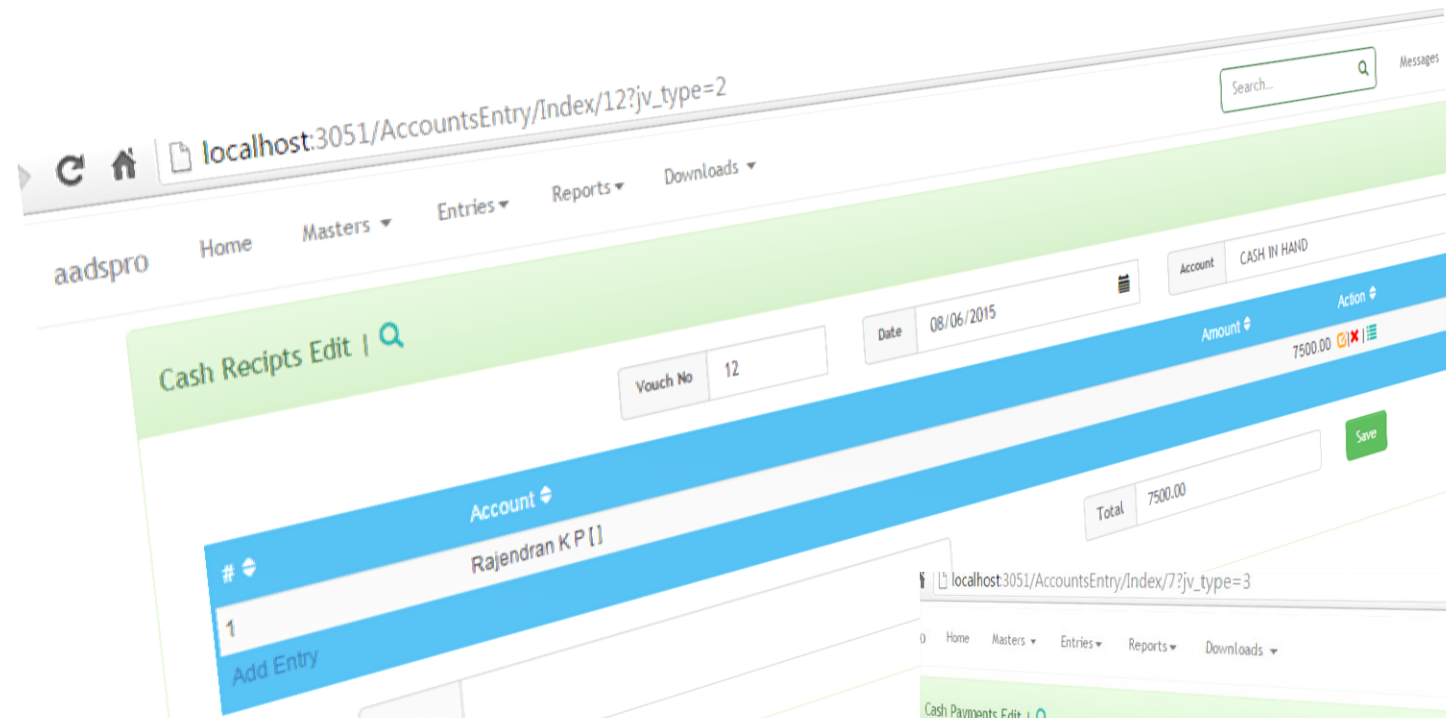 localhost:3051/AccountsEntry/Index/12?jv_type=2
aadspro Home Masters Entries Reports Downloads Search... Messages
Cash Recipts Edit |
Vouch No 12 Date 08/06/2015 Account CASH IN HAND
# Account Amount Action
1 Rajendran K P [ ] 7500.00 | |
Add Entry
Total 7500.00 Save
localhost:3051/AccountsEntry/Index/7?jv_type=3
o Home Masters Entries Reports Downloads
Cash Payments Edit |